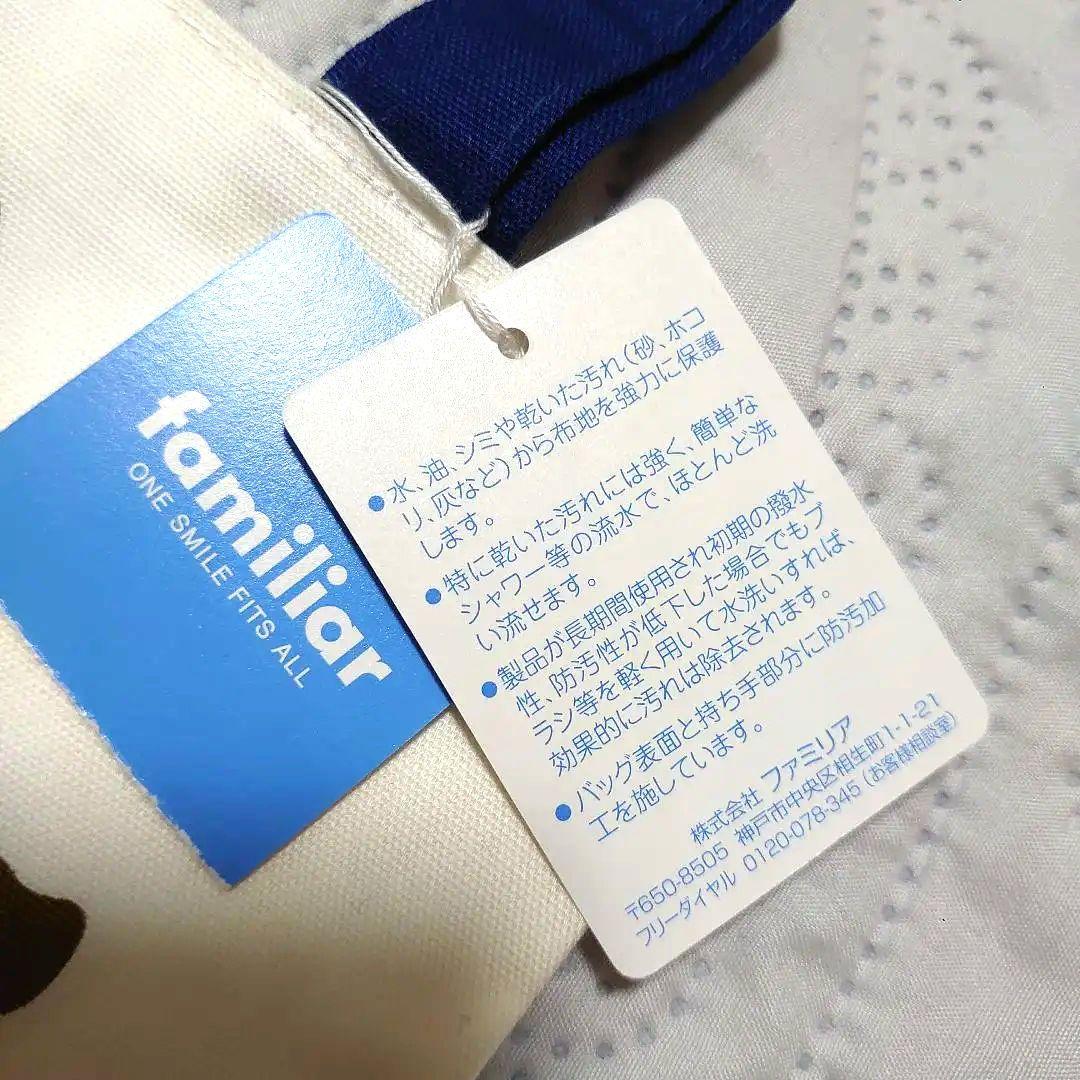 familiar
ONE SMILE FITS ALL
●水、油、シミや乾いた汚れ(砂、ホコ
リ、灰など)から布地を強力に保護
します。
●特に乾いた汚れには強く、簡単な
シャワー等の流水で、ほとんど洗
い流せます。
●製品が長期間使用され初期の撥水
性、防汚性が低下した場合でもブ
ラシ等を軽く用いて水洗いすれば、
効果的に汚れは除去されます。
●バッグ表面と持ち手部分に防汚加
工を施しています。
株式会社 ファミリア
〒650-8505 神戸市中央区相生町1-1-21
フリーダイヤル 0120-078-345 (お客様相談室)